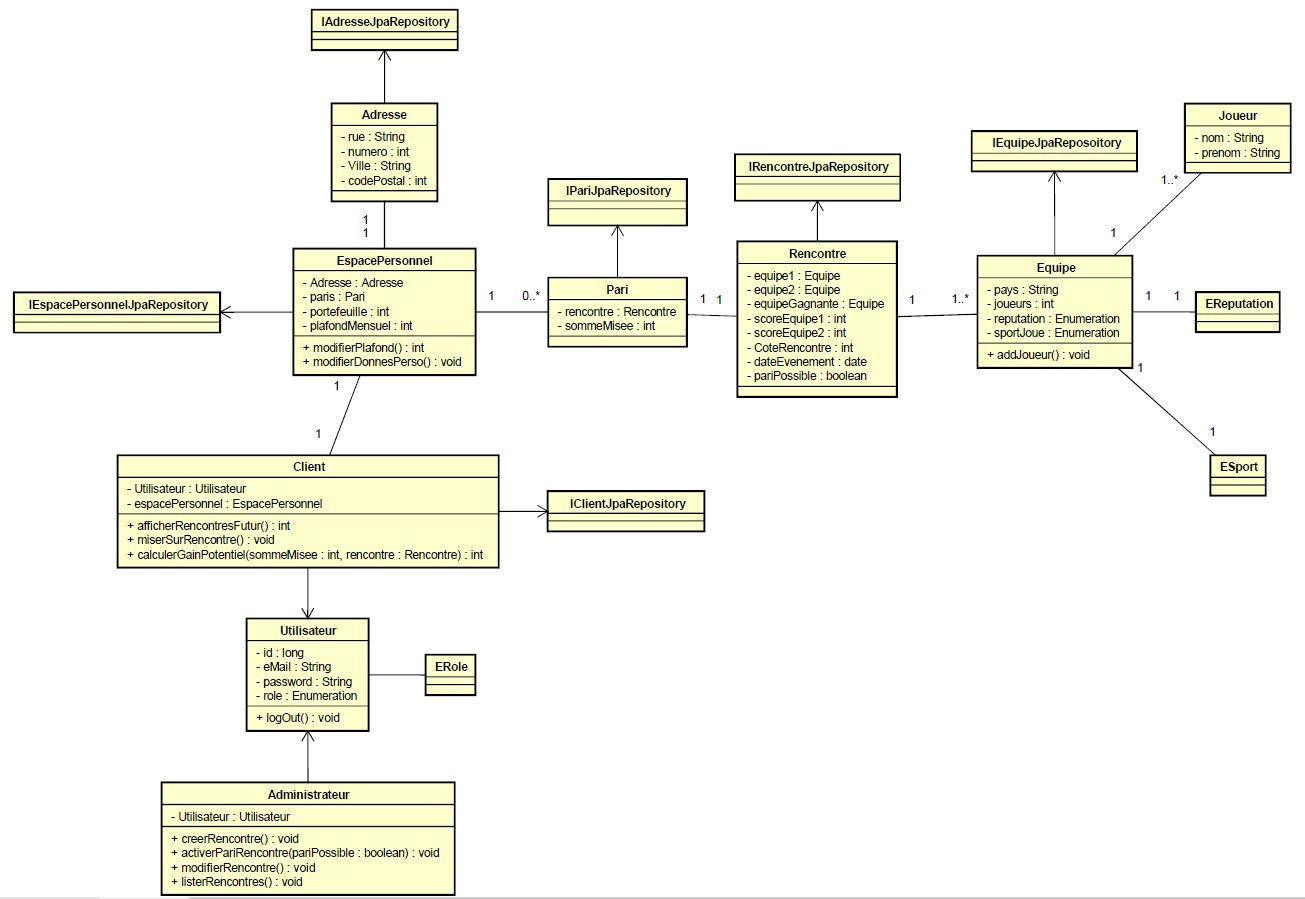 IAdresseJpaRepository
Adresse
- rue : String
- numero : int
- Ville : String
- codePostal : int
1
1
IEspacePersonnelJpaRepository
EspacePersonnel
- Adresse : Adresse
- paris : Pari
- portefeuille : int
- plafondMensuel : int
+ modifierPlafond() : int
+ modifierDonnesPerso() : void
1
0..*
IPariJpaRepository
Pari
- rencontre : Rencontre
- sommeMisee : int
1
1
IRencontreJpaRepository
Rencontre
- equipe1 : Equipe
- equipe2 : Equipe
- equipeGagnante : Equipe
- scoreEquipe1 : int
- scoreEquipe2 : int
- CoteRencontre : int
- dateEvenement : date
- pariPossible : boolean
1
1..*
IEquipeJpaReposoitory
Equipe
- pays : String
- joueurs : int
- reputation : Enumeration
- sportJoue : Enumeration
+ addJoueur() : void
Joueur
- nom : String
- prenom : String
1..*
1
1
1
EReputation
1
1
ESport
1
1
Client
- Utilisateur : Utilisateur
- espacePersonnel : EspacePersonnel
+ afficherRencontresFutur() : int
+ miserSurRencontre() : void
+ calculerGainPotentiel(sommeMisee : int, rencontre : Rencontre) : int
IClientJpaRepository
Utilisateur
- id : long
- eMail : String
- password : String
- role : Enumeration
+ logOut() : void
ERole
Administrateur
- Utilisateur : Utilisateur
+ creerRencontre() : void
+ activerPariRencontre(pariPossible : boolean) : void
+ modifierRencontre() : void
+ listerRencontres() : void